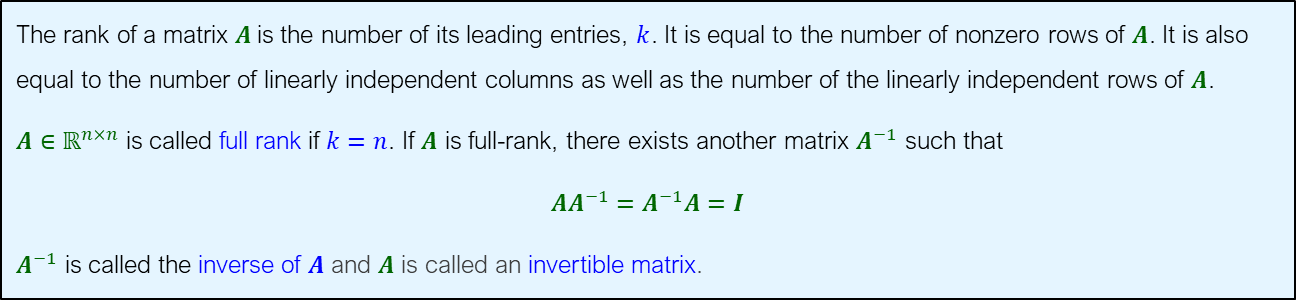 The rank of a matrix A is the number of its leading entries, k. It is equal to the number of nonzero rows of A. It is also
equal to the number of linearly independent columns as well as the number of the linearly independent rows of A.
A ∈ ℝⁿˣⁿ is called full rank if k = n. If A is full-rank, there exists another matrix A⁻¹ such that
AA⁻¹ = A⁻¹A = I
A⁻¹ is called the inverse of A and A is called an invertible matrix.